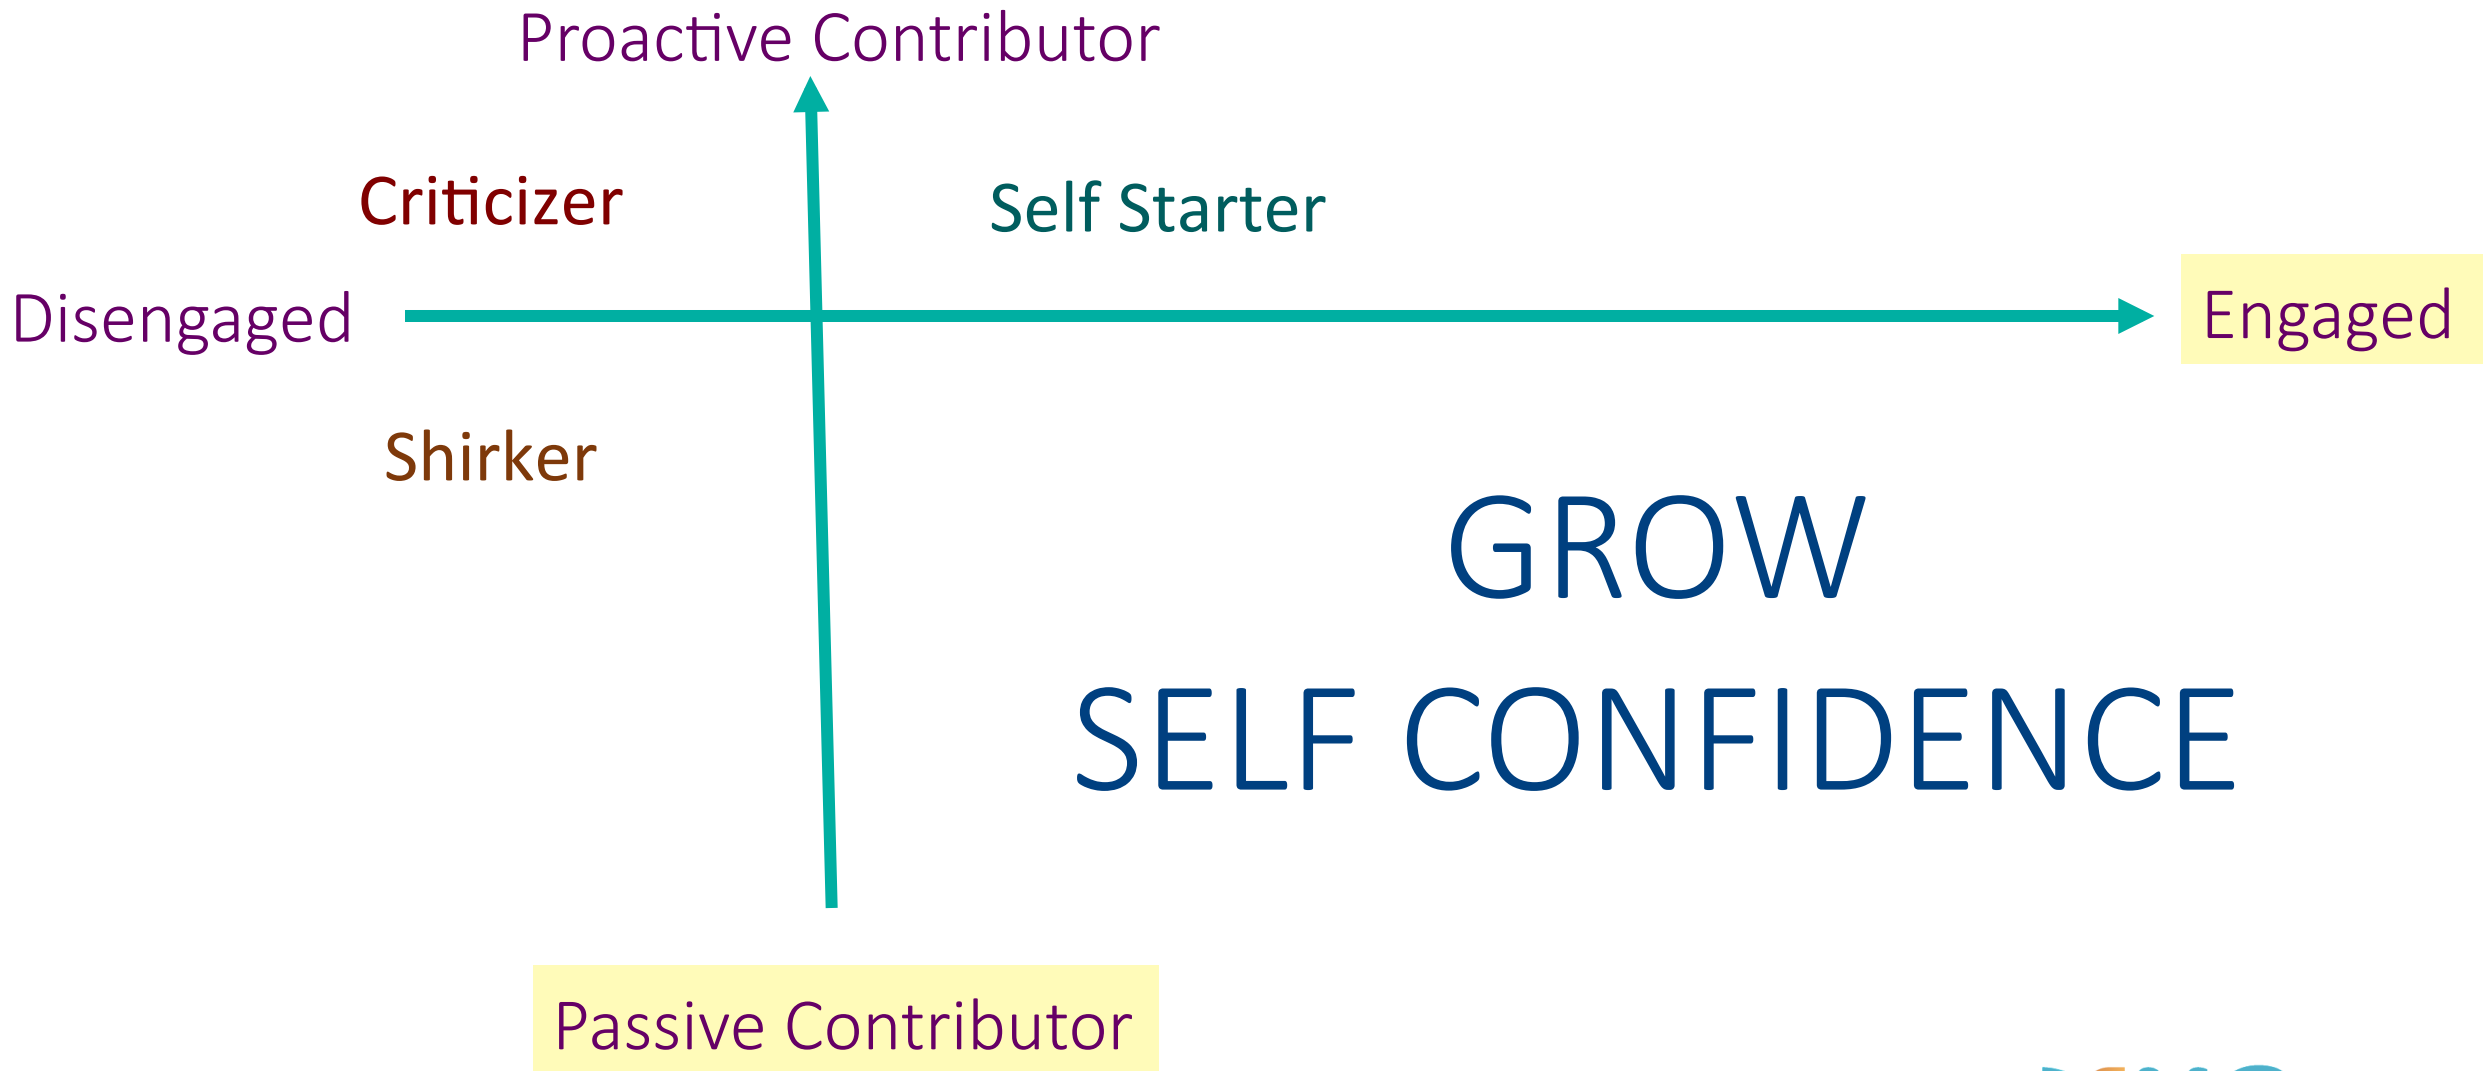 Proactive Contributor
Criticizer
Self Starter
Disengaged
Engaged
Shirker
GROW
SELF CONFIDENCE
Passive Contributor